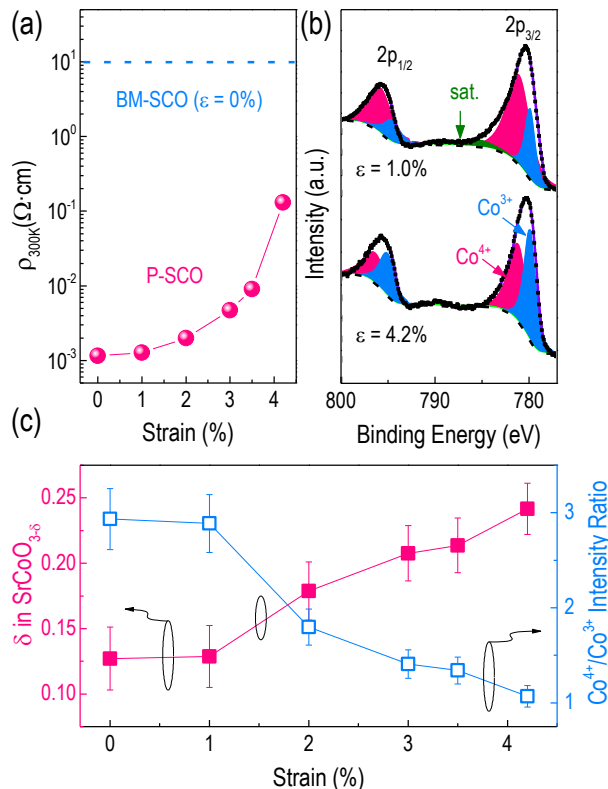 (a)
10¹
10⁰
10⁻¹
10⁻²
10⁻³
ρ₃₀₀K(Ω·cm)
BM-SCO (ε = 0%)
P-SCO
0 1 2 3 4
Strain (%)
(b)
2p₁/₂
2p₃/₂
sat.
ε = 1.0%
Co³⁺
Co⁴⁺
ε = 4.2%
Intensity (a.u.)
800 790 780
Binding Energy (eV)
(c)
0.25
0.20
0.15
0.10
δ in SrCoO₃₋δ
3
2
1
Co⁴⁺/Co³⁺ Intensity Ratio
0 1 2 3 4
Strain (%)